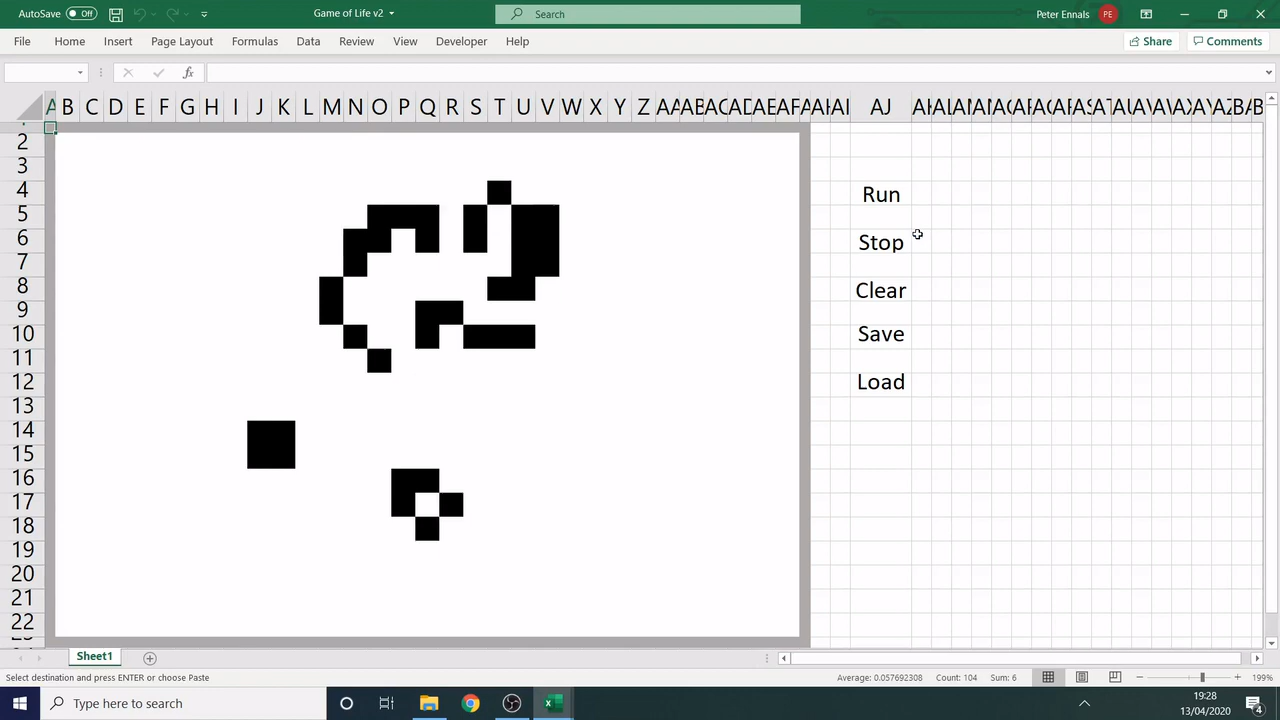 AutoSave Off Game of Life v2 Search Peter Ennals PE
File Home Insert Page Layout Formulas Data Review View Developer Help Share Comments
fx
A B C D E F G H I J K L M N O P Q R S T U V W X Y Z AJ
2
3
4 Run
5
6 Stop
7
8 Clear
9
10 Save
11
12 Load
13
14
15
16
17
18
19
20
21
22
Sheet1
Select destination and press ENTER or choose Paste Average: 0.057692308 Count: 104 Sum: 6 199%
Type here to search 19:28
13/04/2020 4